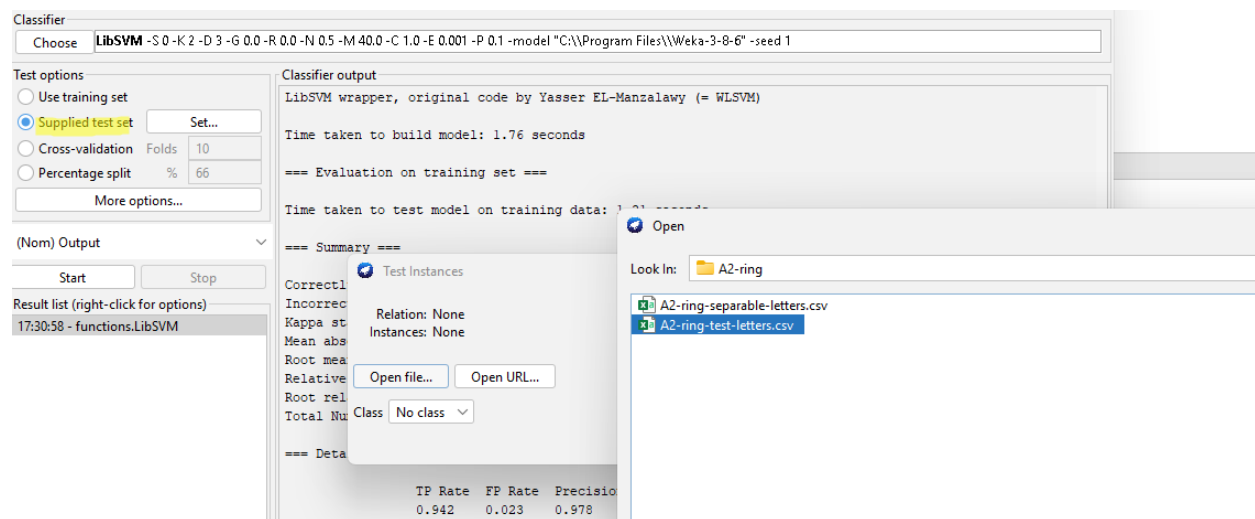 Classifier
Choose LibSVM -S 0 -K 2 -D 3 -G 0.0 -R 0.0 -N 0.5 -M 40.0 -C 1.0 -E 0.001 -P 0.1 -model "C:\\Program Files\\Weka-3-8-6" -seed 1
Test options
Use training set
Supplied test set Set...
Cross-validation Folds 10
Percentage split % 66
More options...
(Nom) Output
Start Stop
Result list (right-click for options)
17:30:58 - functions.LibSVM
Classifier output
LibSVM wrapper, original code by Yasser EL-Manzalawy (= WLSVM)
Time taken to build model: 1.76 seconds
=== Evaluation on training set ===
Time taken to test model on training data: 1.21 seconds
=== Summary ===
Correctl
Incorrec
Kappa st
Mean abs
Root mea
Relative
Root rel
Total Nu
=== Deta
TP Rate FP Rate Precisio
0.942 0.023 0.978
Test Instances
Relation: None
Instances: None
Open file... Open URL...
Class No class
Open
Look In: A2-ring
A2-ring-separable-letters.csv
A2-ring-test-letters.csv